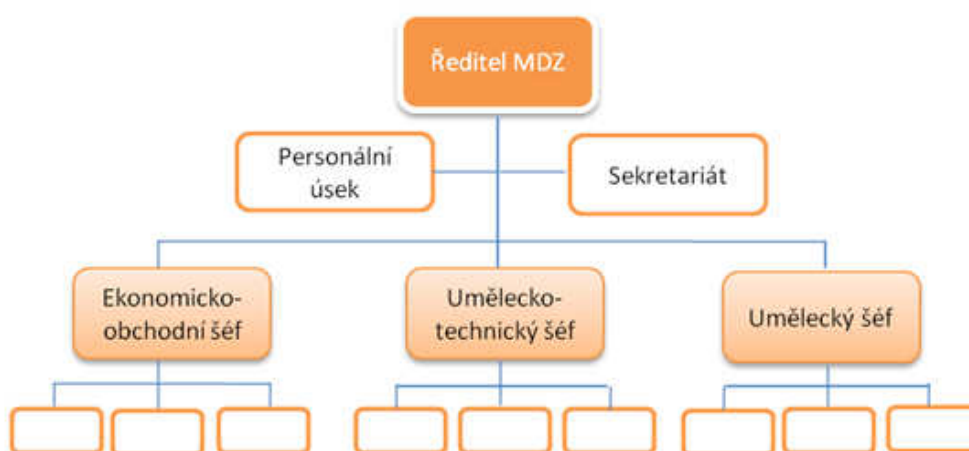 Ředitel MDZ
Personální
úsek
Sekretariát
Ekonomicko-
obchodní šéf
Umělecko-
technický šéf
Umělecký šéf